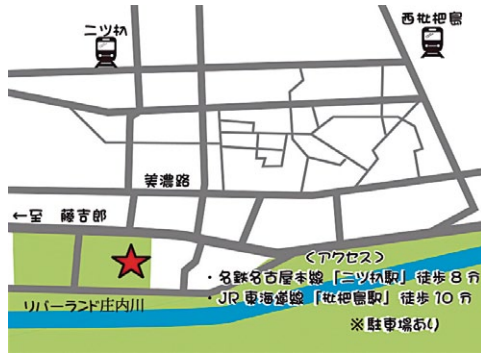 二ツ杁
西枇杷島
美濃路
←至 藤吉郎
<アクセス>
・名鉄名古屋本線「二ツ杁駅」徒歩8分
・JR東海道線「枇杷島駅」徒歩10分
リバーランド庄内川
※駐車場あり